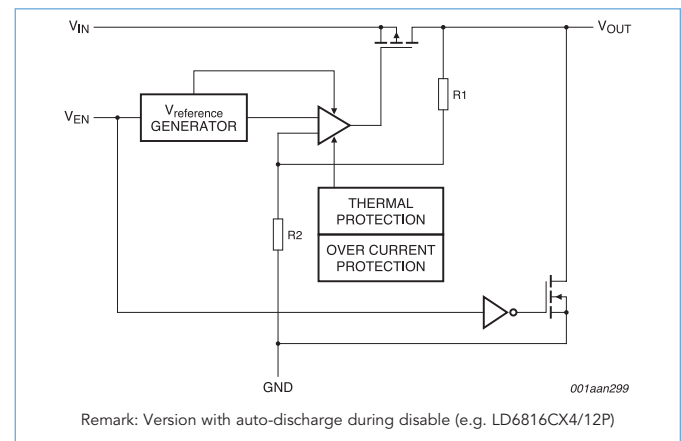 VIN
VOUT
R1
VEN
Vreference
GENERATOR
THERMAL
PROTECTION
R2
OVER CURRENT
PROTECTION
GND
001aan299
Remark: Version with auto-discharge during disable (e.g. LD6816CX4/12P)